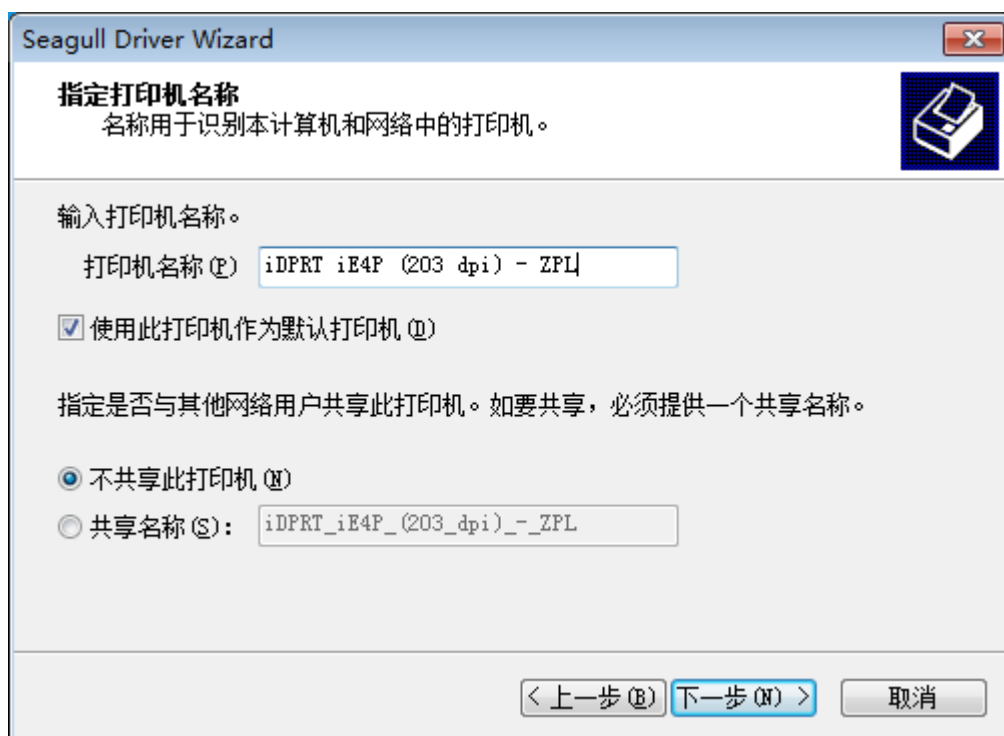 Seagull Driver Wizard
指定打印机名称
名称用于识别本计算机和网络中的打印机。
输入打印机名称。
打印机名称(P) iDPRT iE4P (203 dpi) - ZPL
使用此打印机作为默认打印机(D)
指定是否与其他网络用户共享此打印机。如要共享，必须提供一个共享名称。
不共享此打印机(N)
共享名称(S): iDPRT_iE4P_(203_dpi)_-_ZPL
< 上一步(B) 下一步(N) > 取消